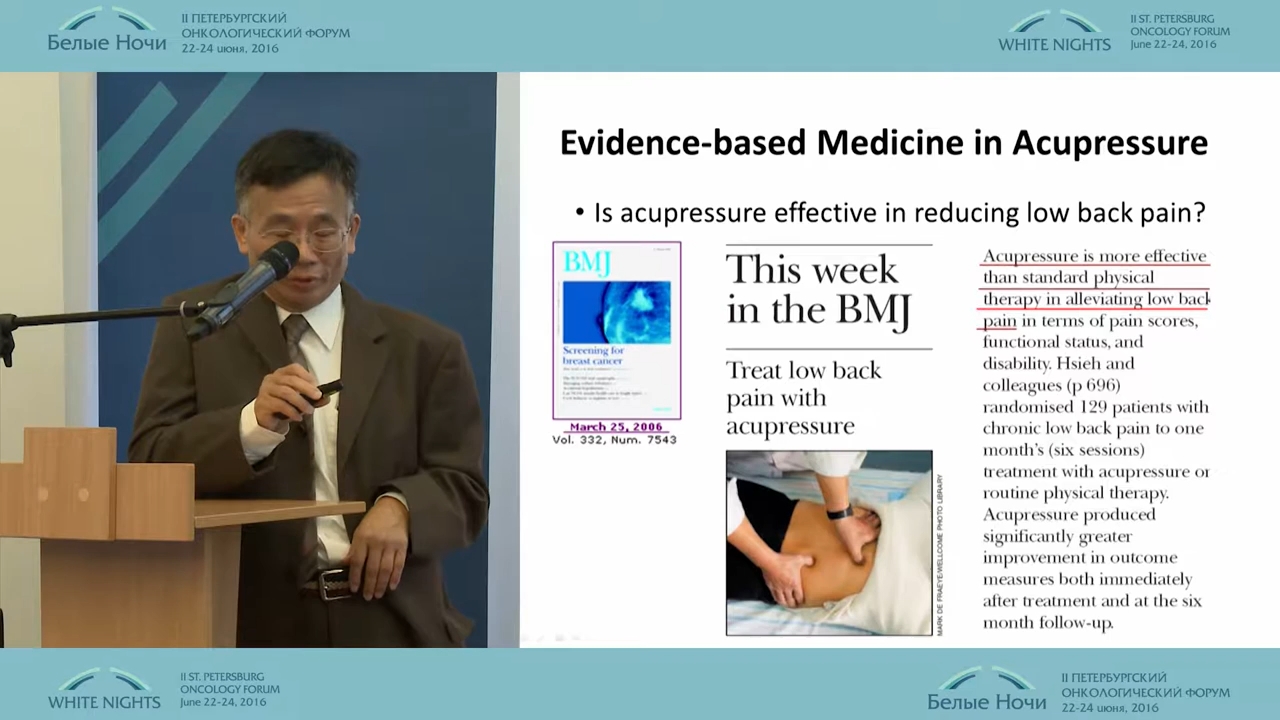 Белые Ночи
II ПЕТЕРБУРГСКИЙ
ОНКОЛОГИЧЕСКИЙ ФОРУМ
22-24 июня, 2016
WHITE NIGHTS
II ST. PETERSBURG
ONCOLOGY FORUM
June 22-24, 2016
Evidence-based Medicine in Acupressure
• Is acupressure effective in reducing low back pain?
BMJ
Screening for
breast cancer
March 25, 2006
Vol. 332, Num. 7543
This week
in the BMJ
Treat low back
pain with
acupressure
MARK DE FRAEYE/WELLCOME PHOTO LIBRARY
Acupressure is more effective
than standard physical
therapy in alleviating low back
pain in terms of pain scores,
functional status, and
disability. Hsieh and
colleagues (p 696)
randomised 129 patients with
chronic low back pain to one
month's (six sessions)
treatment with acupressure or
routine physical therapy.
Acupressure produced
significantly greater
improvement in outcome
measures both immediately
after treatment and at the six
month follow-up.
WHITE NIGHTS
II ST. PETERSBURG
ONCOLOGY FORUM
June 22-24, 2016
Белые Ночи
II ПЕТЕРБУРГСКИЙ
ОНКОЛОГИЧЕСКИЙ ФОРУМ
22-24 июня, 2016